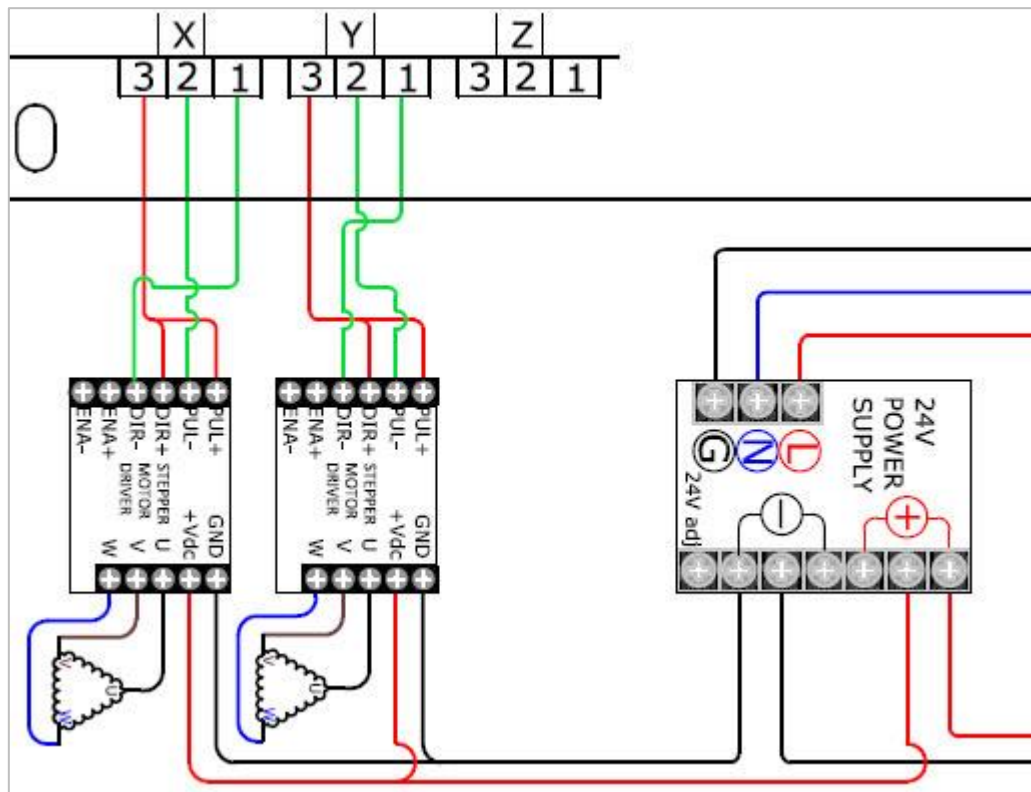 X Y Z
3 2 1 3 2 1 3 2 1
ENA-
ENA+
DIR-
DIR+
PUL-
PUL+
STEPPER
MOTOR
DRIVER
W
V
U
+Vdc
GND
V
U
W
ENA-
ENA+
DIR-
DIR+
PUL-
PUL+
STEPPER
MOTOR
DRIVER
W
V
U
+Vdc
GND
V
U
W
G N L
24V
POWER
SUPPLY
24V adj
− +